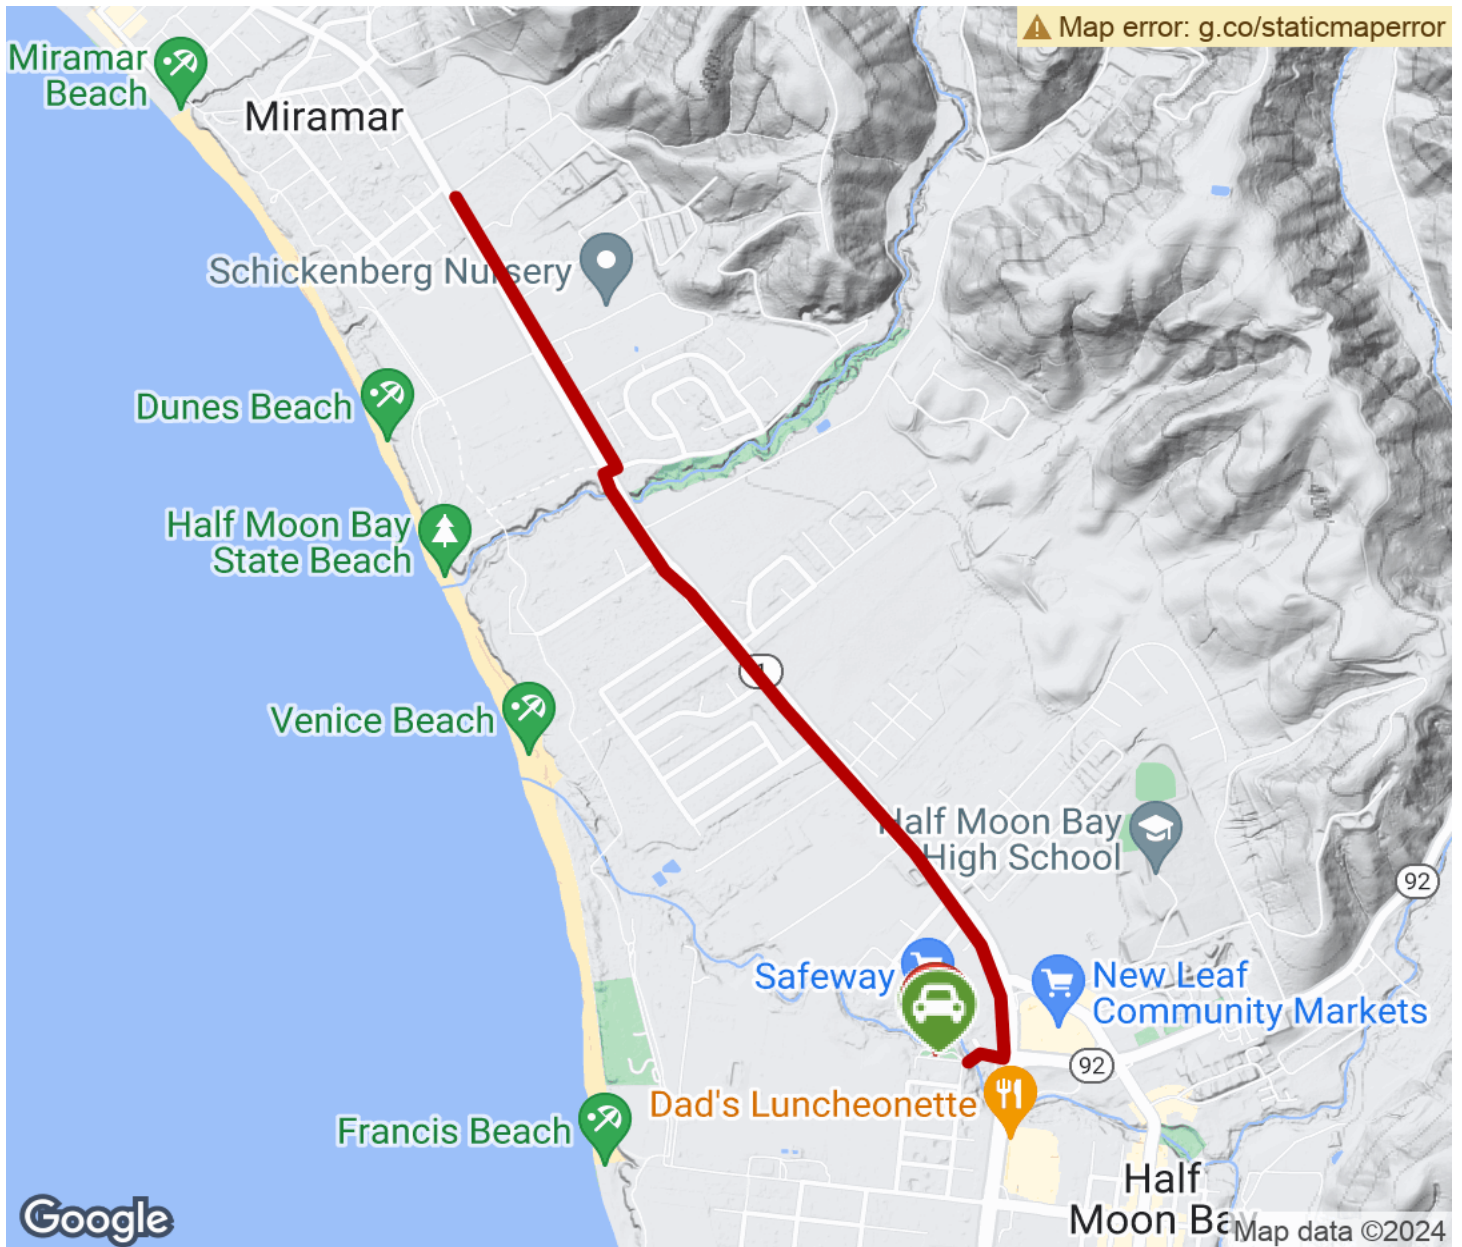 Map error: g.co/staticmaperror
Miramar
Beach
Miramar
Schickenberg Nursery
Dunes Beach
Half Moon Bay
State Beach
1
Venice Beach
Half Moon Bay
High School
92
Safeway
New Leaf
Community Markets
92
Dad's Luncheonette
Francis Beach
Half
Moon Bay
Google
Map data ©2024